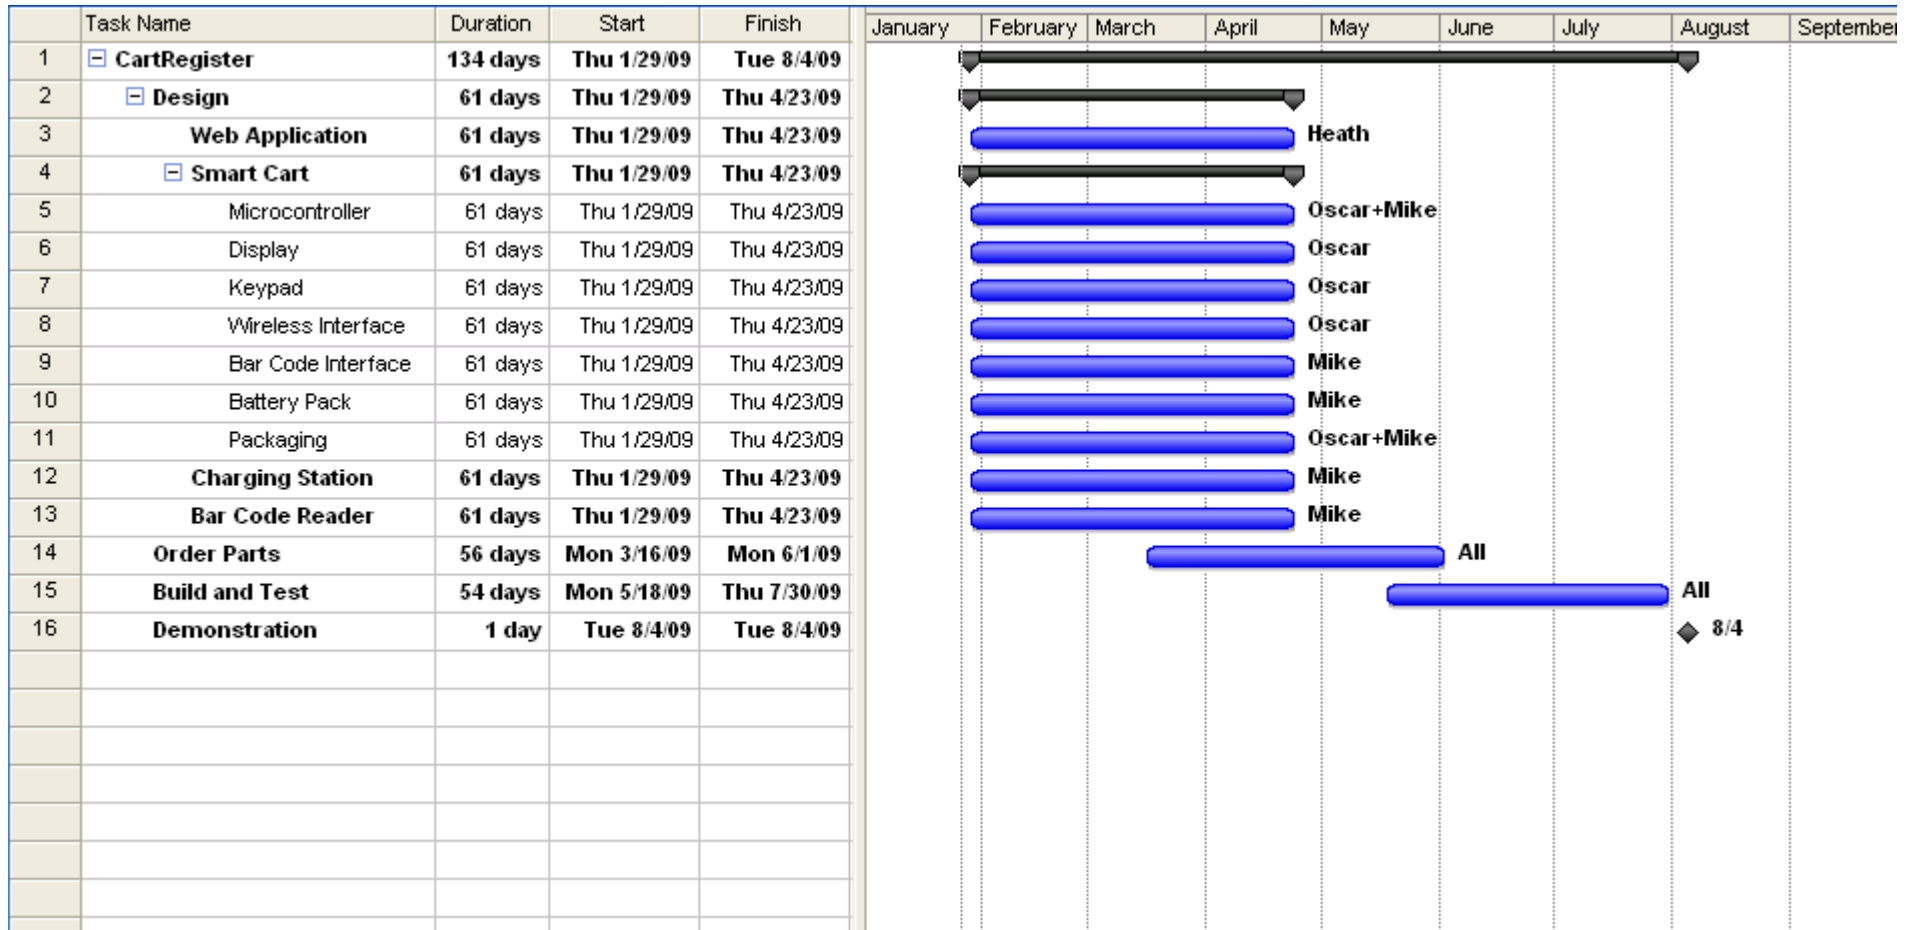 Task Name Duration Start Finish January February March April May June July August September
1 CartRegister 134 days Thu 1/29/09 Tue 8/4/09
2 Design 61 days Thu 1/29/09 Thu 4/23/09
3 Web Application 61 days Thu 1/29/09 Thu 4/23/09 Heath
4 Smart Cart 61 days Thu 1/29/09 Thu 4/23/09
5 Microcontroller 61 days Thu 1/29/09 Thu 4/23/09 Oscar+Mike
6 Display 61 days Thu 1/29/09 Thu 4/23/09 Oscar
7 Keypad 61 days Thu 1/29/09 Thu 4/23/09 Oscar
8 Wireless Interface 61 days Thu 1/29/09 Thu 4/23/09 Oscar
9 Bar Code Interface 61 days Thu 1/29/09 Thu 4/23/09 Mike
10 Battery Pack 61 days Thu 1/29/09 Thu 4/23/09 Mike
11 Packaging 61 days Thu 1/29/09 Thu 4/23/09 Oscar+Mike
12 Charging Station 61 days Thu 1/29/09 Thu 4/23/09 Mike
13 Bar Code Reader 61 days Thu 1/29/09 Thu 4/23/09 Mike
14 Order Parts 56 days Mon 3/16/09 Mon 6/1/09 All
15 Build and Test 54 days Mon 5/18/09 Thu 7/30/09 All
16 Demonstration 1 day Tue 8/4/09 Tue 8/4/09 8/4